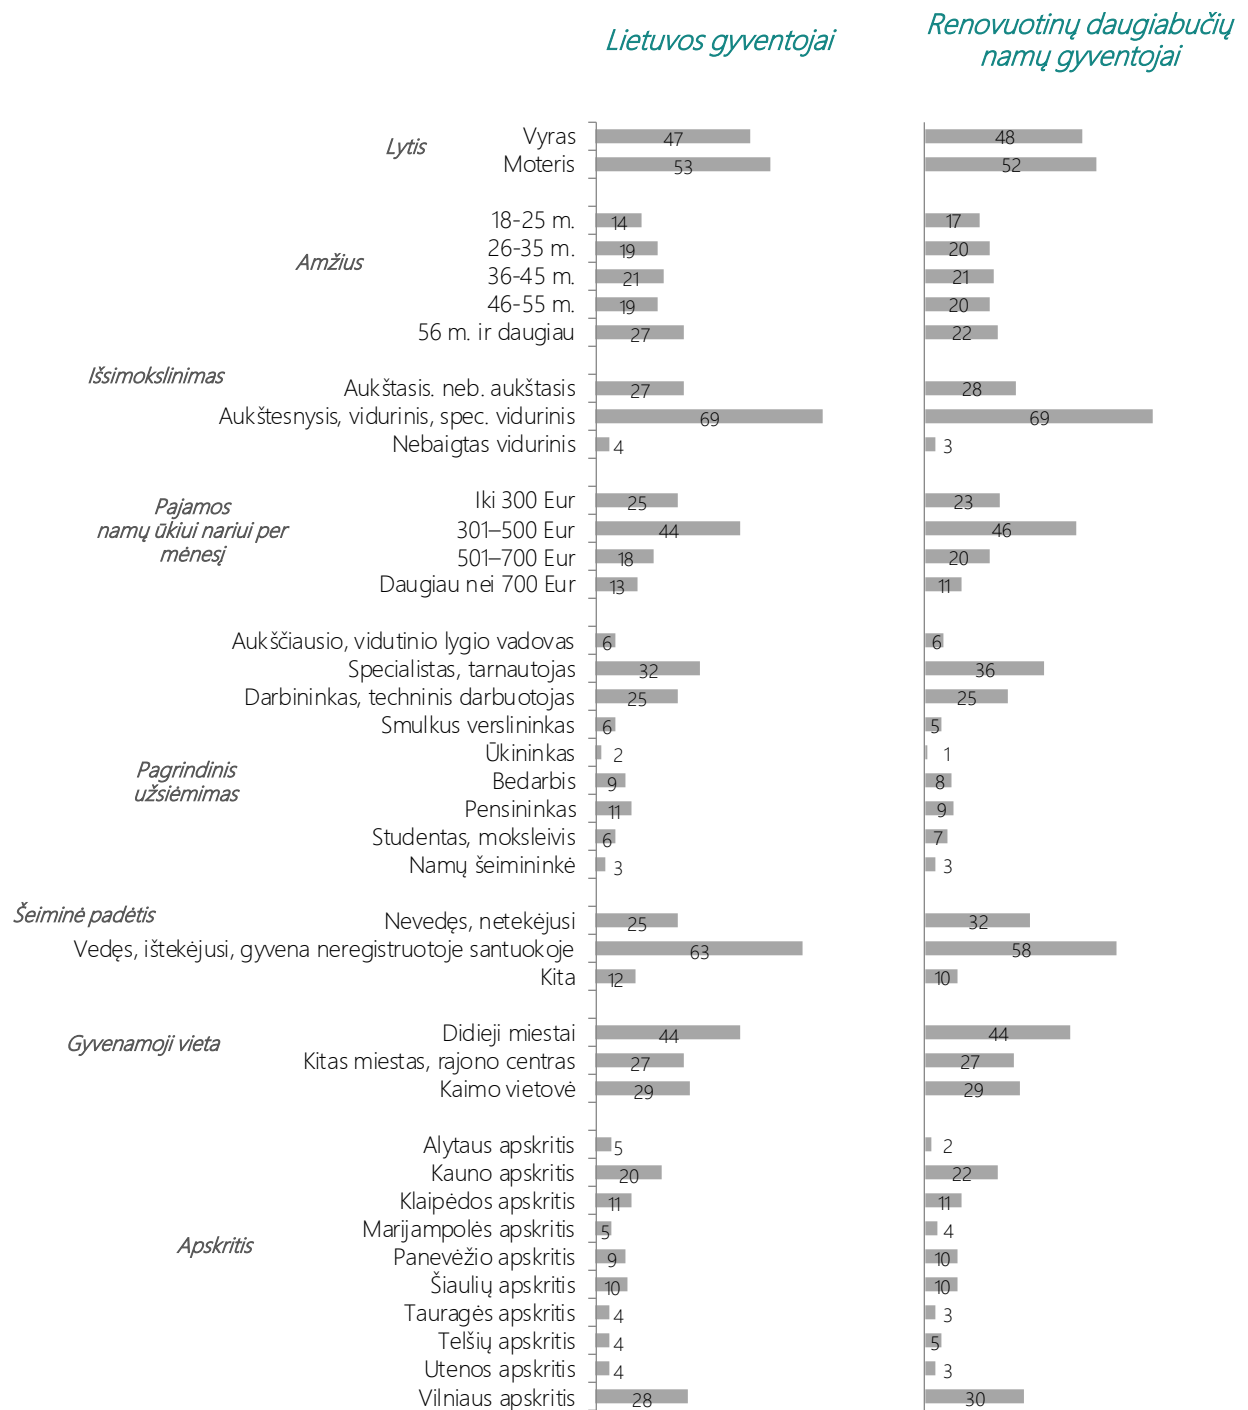 Lietuvos gyventojai
Renovuotinų daugiabučių
namų gyventojai
Lytis
Vyras 47 48
Moteris 53 52
Amžius
18-25 m. 14 17
26-35 m. 19 20
36-45 m. 21 21
46-55 m. 19 20
56 m. ir daugiau 27 22
Išsimokslinimas
Aukštasis. neb. aukštasis 27 28
Aukštesnysis, vidurinis, spec. vidurinis 69 69
Nebaigtas vidurinis 4 3
Pajamos
namų ūkiui nariui per
mėnesį
Iki 300 Eur 25 23
301–500 Eur 44 46
501–700 Eur 18 20
Daugiau nei 700 Eur 13 11
Pagrindinis
užsiėmimas
Aukščiausio, vidutinio lygio vadovas 6 6
Specialistas, tarnautojas 32 36
Darbininkas, techninis darbuotojas 25 25
Smulkus verslininkas 6 5
Ūkininkas 2 1
Bedarbis 9 8
Pensininkas 11 9
Studentas, moksleivis 6 7
Namų šeimininkė 3 3
Šeiminė padėtis
Nevedęs, netekėjusi 25 32
Vedęs, ištekėjusi, gyvena neregistruotoje santuokoje 63 58
Kita 12 10
Gyvenamoji vieta
Didieji miestai 44 44
Kitas miestas, rajono centras 27 27
Kaimo vietovė 29 29
Apskritis
Alytaus apskritis 5 2
Kauno apskritis 20 22
Klaipėdos apskritis 11 11
Marijampolės apskritis 5 4
Panevėžio apskritis 9 10
Šiaulių apskritis 10 10
Tauragės apskritis 4 3
Telšių apskritis 4 5
Utenos apskritis 4 3
Vilniaus apskritis 28 30